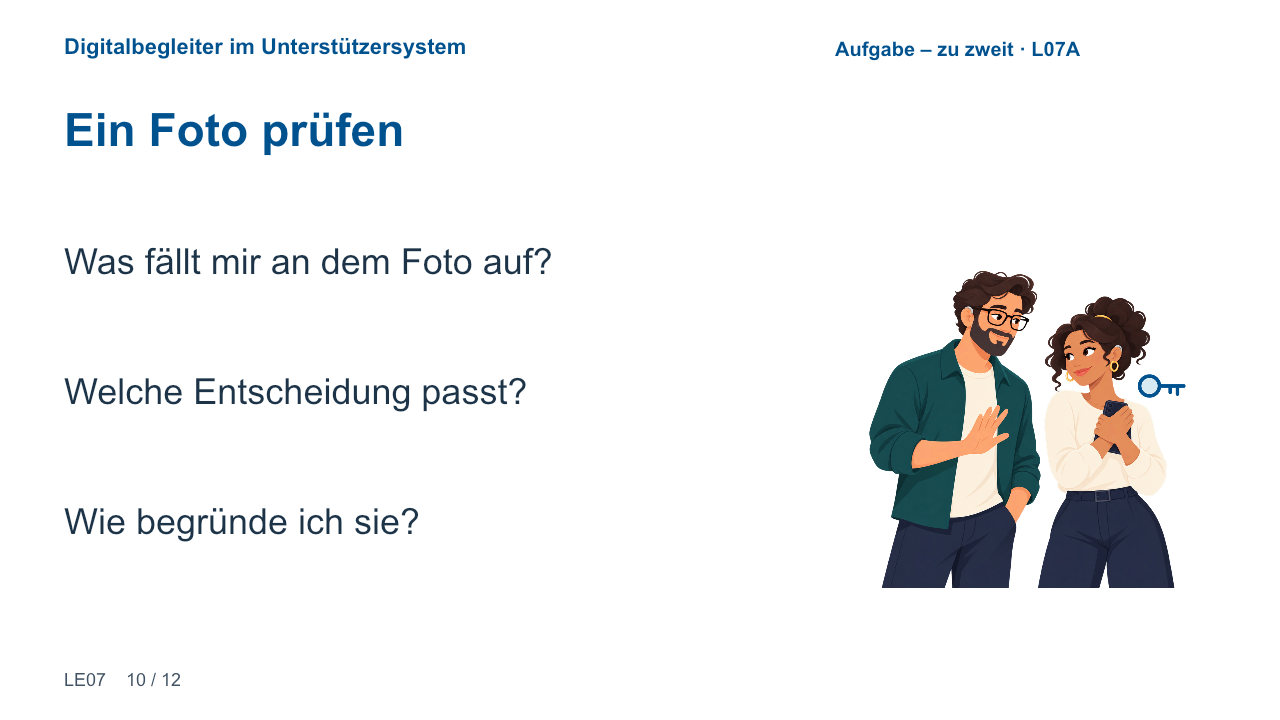 Digitalbegleiter im Unterstützersystem
Aufgabe – zu zweit · L07A
Ein Foto prüfen
Was fällt mir an dem Foto auf?
Welche Entscheidung passt?
Wie begründe ich sie?
LE07 10 / 12